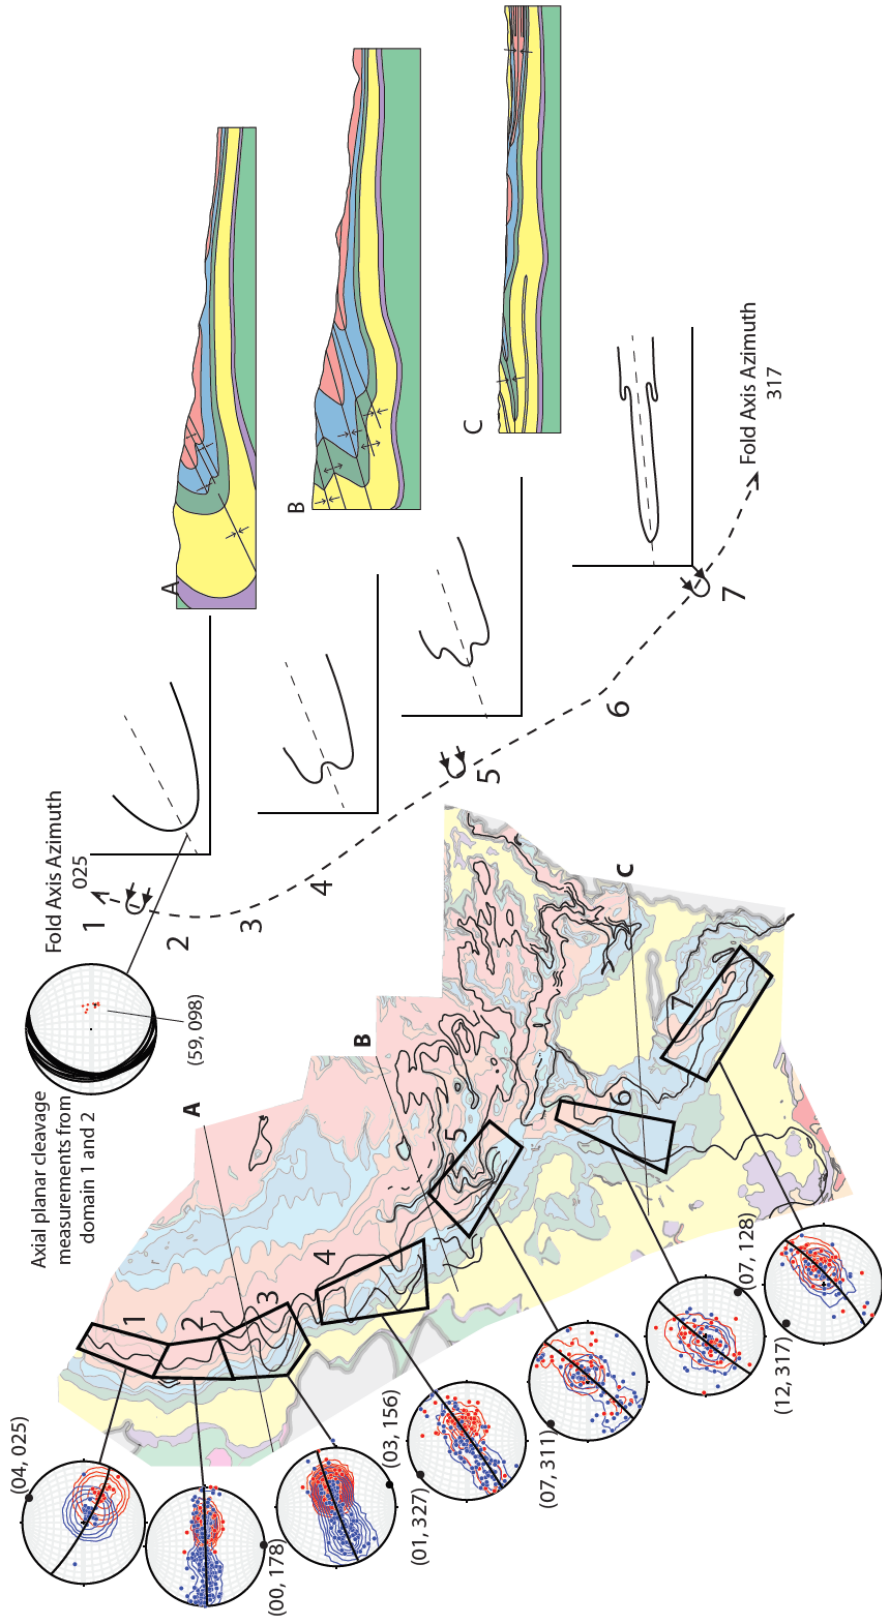 A
B
C
Fold Axis Azimuth
025
1
2
3
4
5
6
7
Fold Axis Azimuth
317
Axial planar cleavage
measurements from
domain 1 and 2
(59, 098)
A
B
C
1
2
3
4
5
6
7
(04, 025)
(00, 178)
(03, 156)
(01, 327)
(07, 311)
(07, 128)
(12, 317)